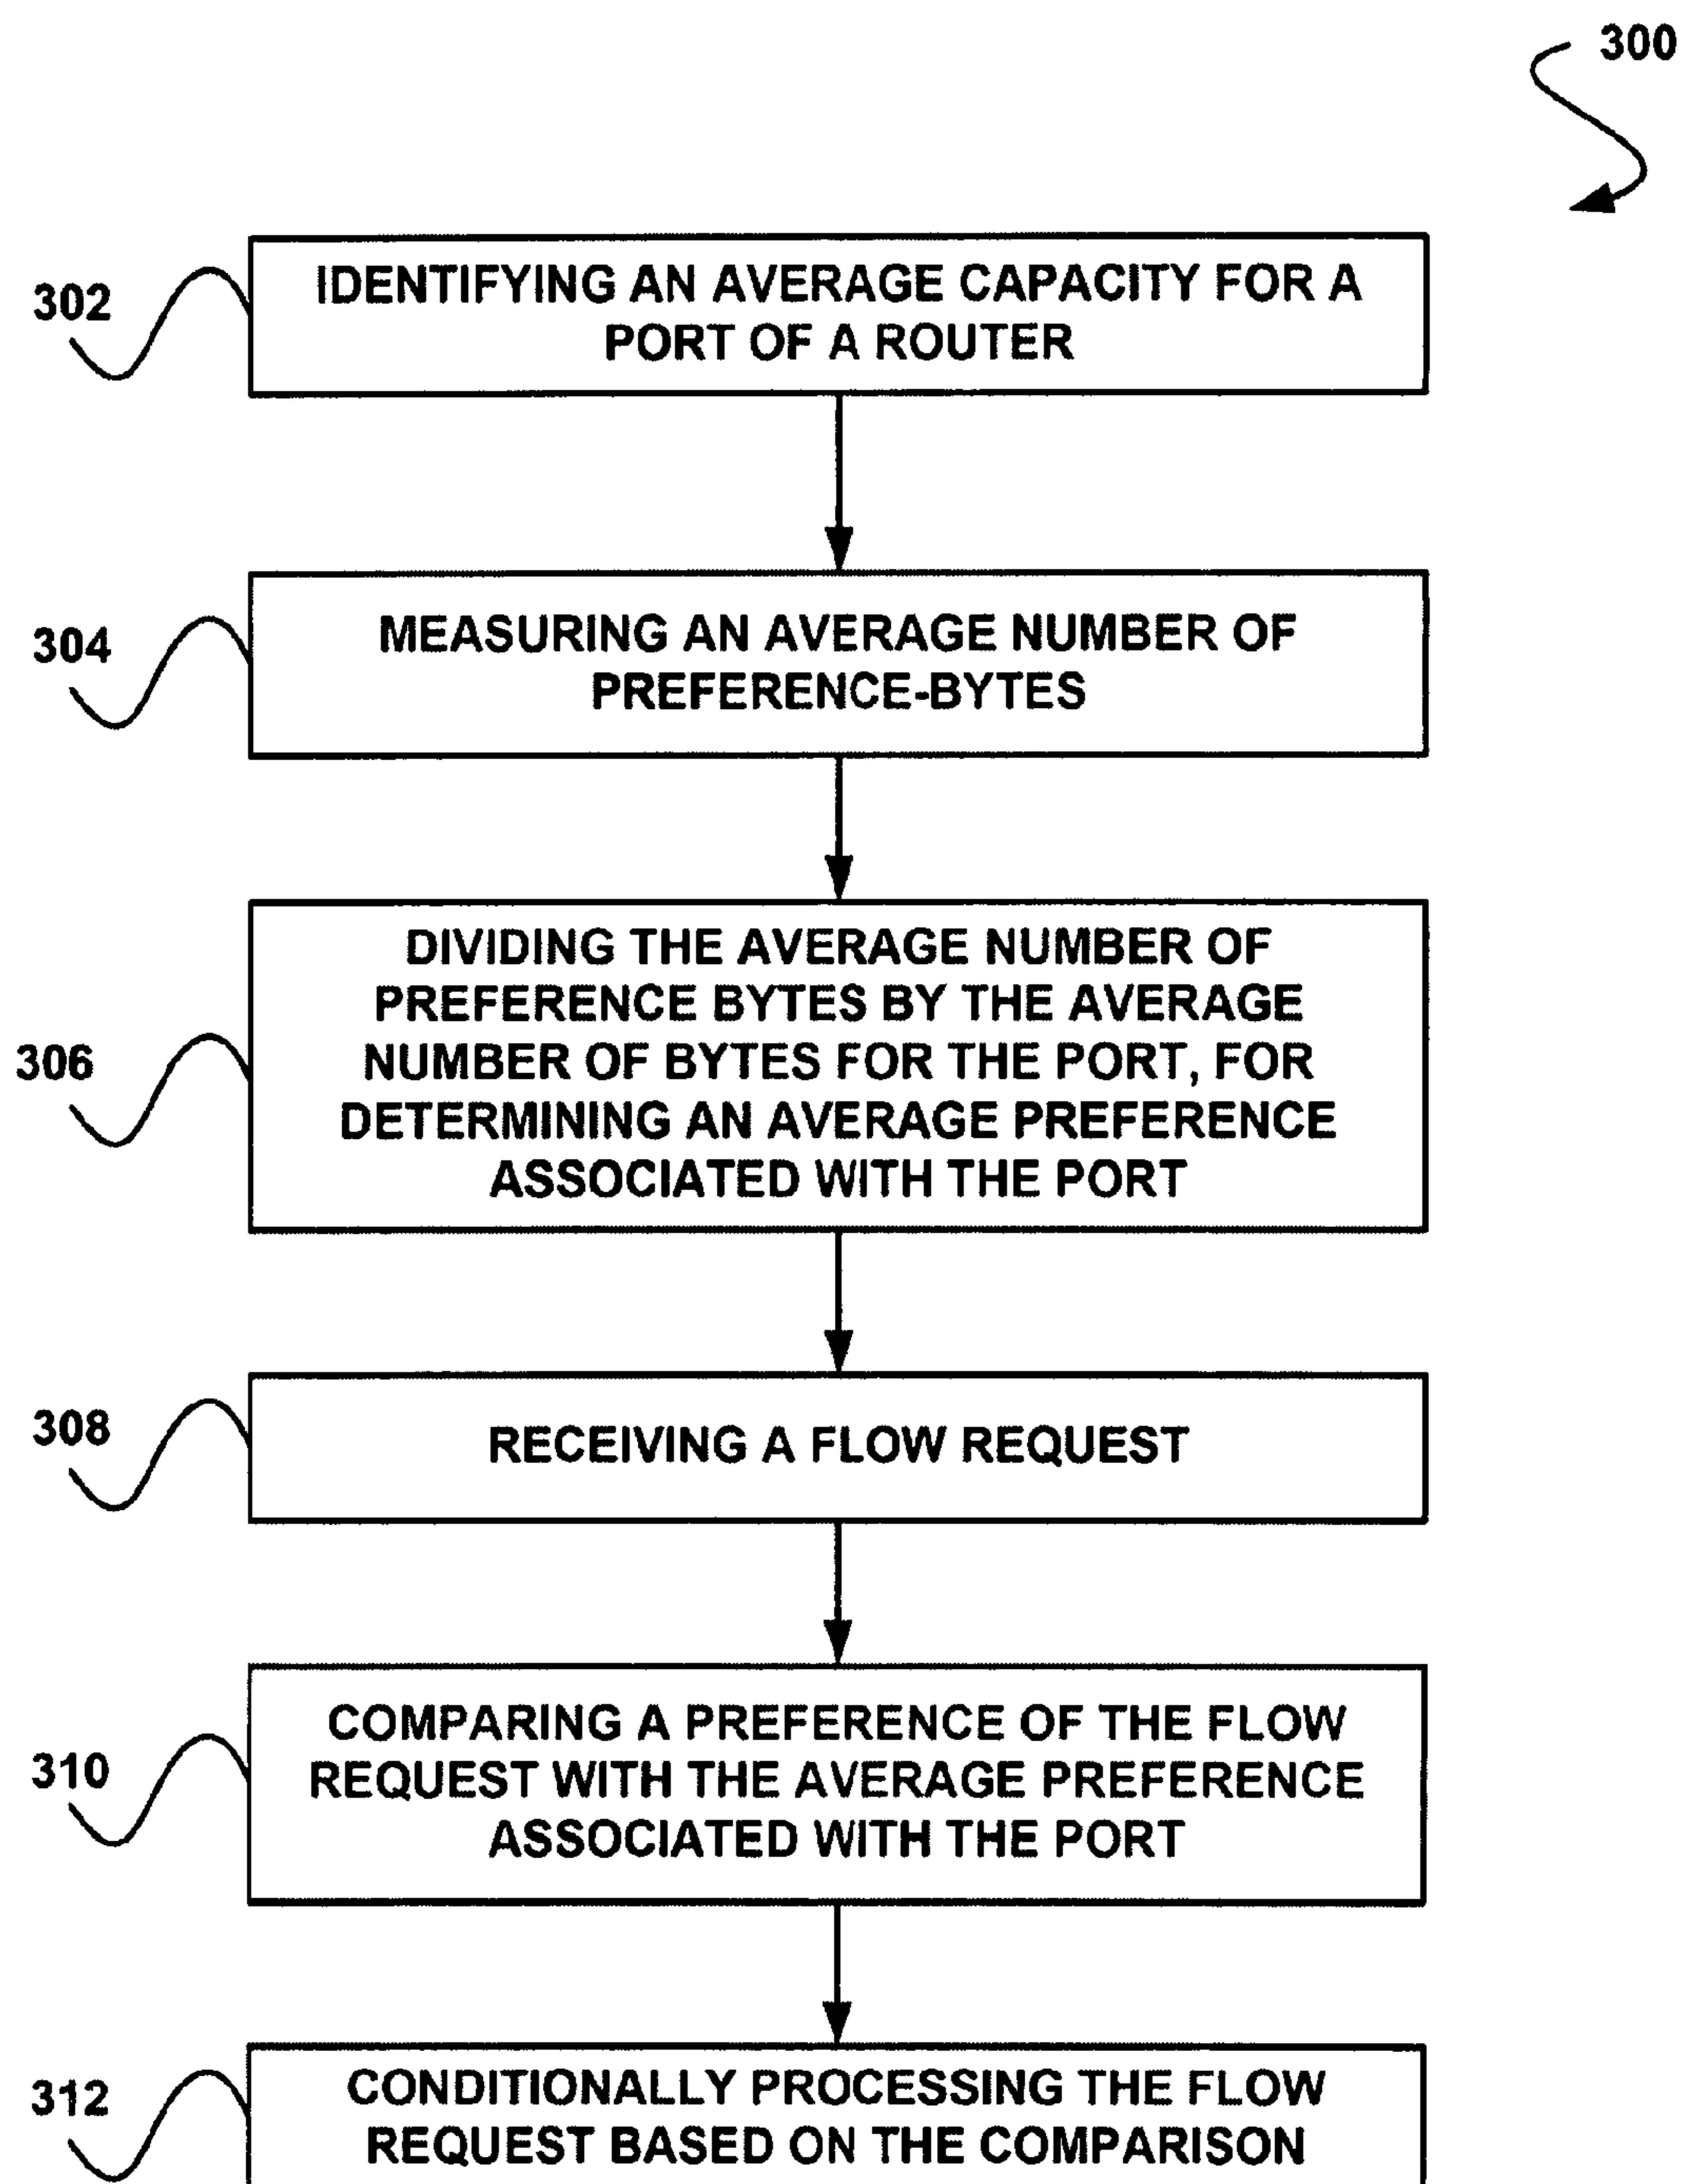 300
302
IDENTIFYING AN AVERAGE CAPACITY FOR A
PORT OF A ROUTER
304
MEASURING AN AVERAGE NUMBER OF
PREFERENCE-BYTES
306
DIVIDING THE AVERAGE NUMBER OF
PREFERENCE BYTES BY THE AVERAGE
NUMBER OF BYTES FOR THE PORT, FOR
DETERMINING AN AVERAGE PREFERENCE
ASSOCIATED WITH THE PORT
308
RECEIVING A FLOW REQUEST
310
COMPARING A PREFERENCE OF THE FLOW
REQUEST WITH THE AVERAGE PREFERENCE
ASSOCIATED WITH THE PORT
312
CONDITIONALLY PROCESSING THE FLOW
REQUEST BASED ON THE COMPARISON